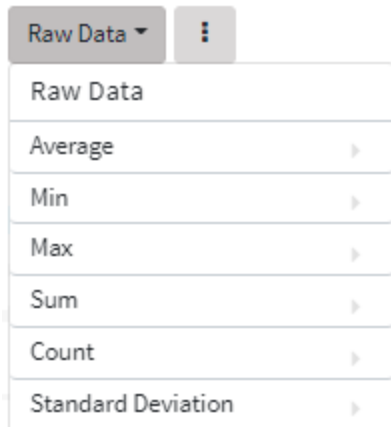 Raw Data
Raw Data
Average
Min
Max
Sum
Count
Standard Deviation